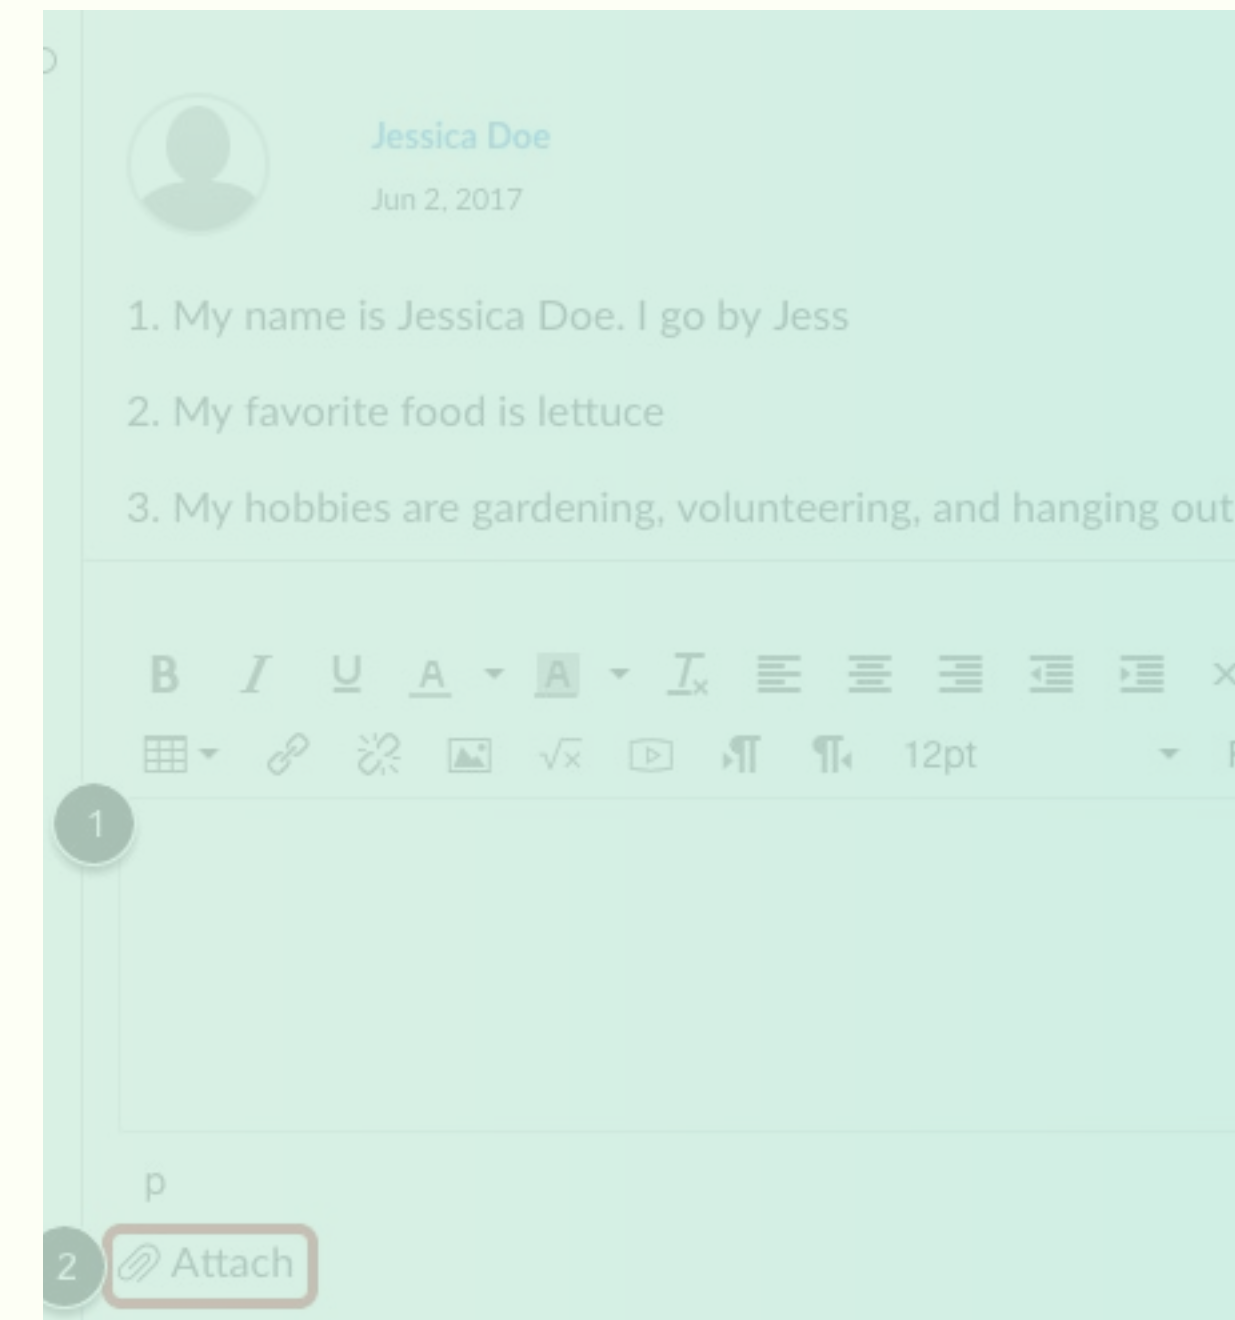 Jessica Doe
Jun 2, 2017
1. My name is Jessica Doe. I go by Jess
2. My favorite food is lettuce
3. My hobbies are gardening, volunteering, and hanging out
B I U A A Tx
√x 12pt
1
p
2 Attach